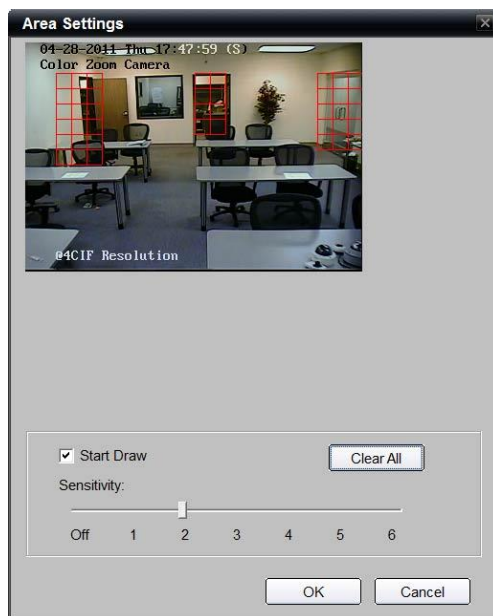 Area Settings
04-28-2011 Thu 17:47:59 (S)
Color Zoom Camera
@4CIF Resolution
Start Draw
Clear All
Sensitivity:
Off 1 2 3 4 5 6
OK Cancel